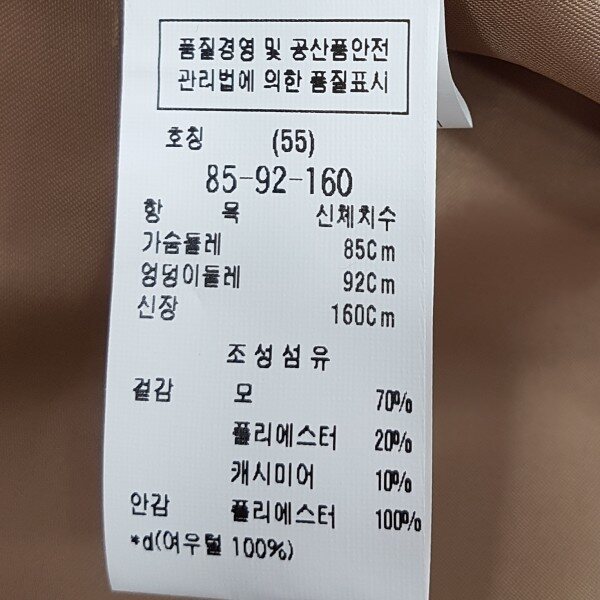 품질경영 및 공산품안전
관리법에 의한 품질표시
호칭 (55)
85-92-160
항 목 신체치수
가슴둘레 85Cm
엉덩이둘레 92Cm
신장 160Cm
조성섬유
겉감 모 70%
폴리에스터 20%
캐시미어 10%
안감 폴리에스터 100%
*d(여우털 100%)